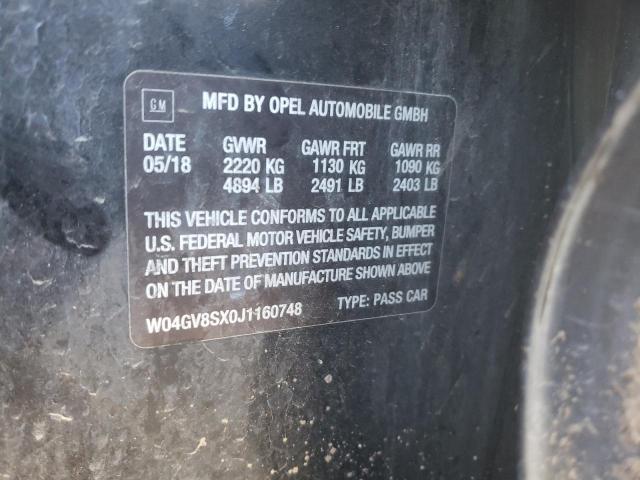 GM
MFD BY OPEL AUTOMOBILE GMBH
DATE GVWR GAWR FRT GAWR RR
05/18 2220 KG 1130 KG 1090 KG
4894 LB 2491 LB 2403 LB
THIS VEHICLE CONFORMS TO ALL APPLICABLE
U.S. FEDERAL MOTOR VEHICLE SAFETY, BUMPER
AND THEFT PREVENTION STANDARDS IN EFFECT
ON THE DATE OF MANUFACTURE SHOWN ABOVE
W04GV8SX0J1160748 TYPE: PASS CAR